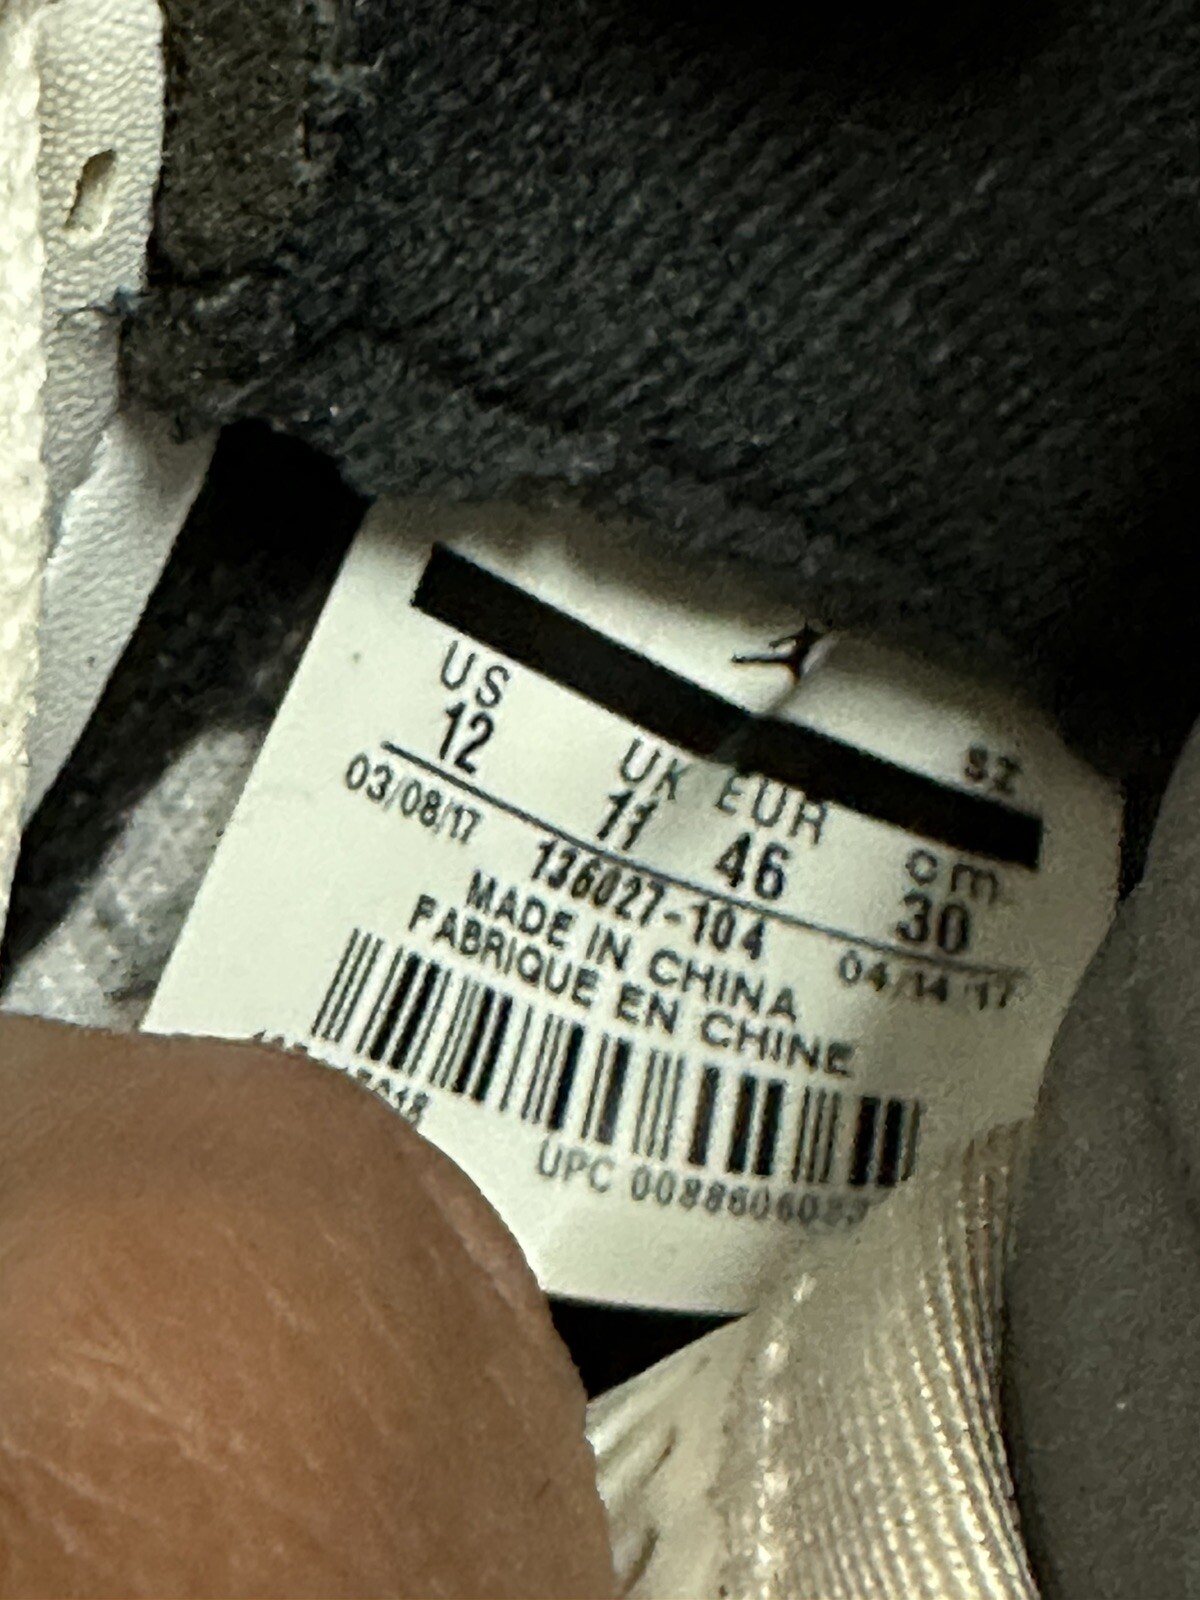 SZ
US UK EUR cm
12 11 46 30
03/08/17 136027-104 04/14/17
MADE IN CHINA
FABRIQUE EN CHINE
UPC